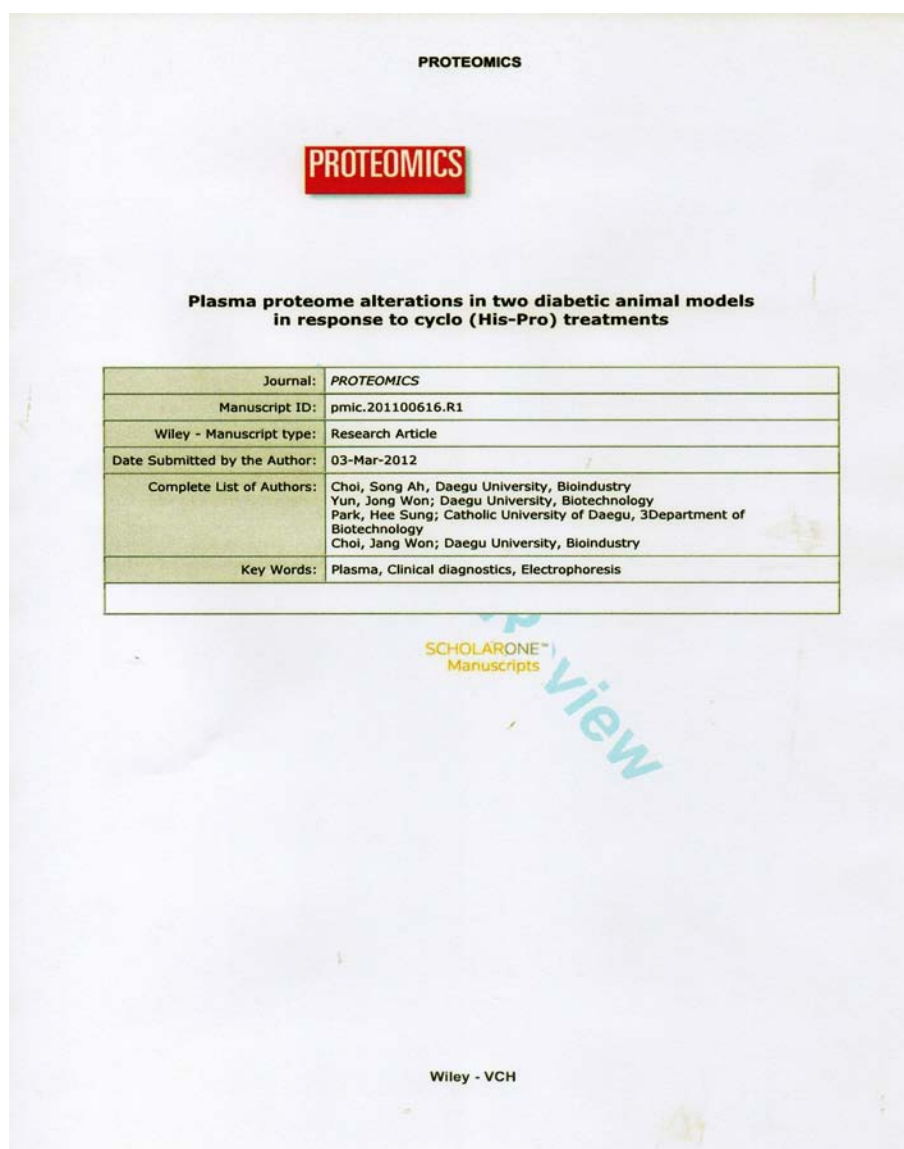 PROTEOMICS
PROTEOMICS
Plasma proteome alterations in two diabetic animal models
in response to cyclo (His-Pro) treatments
Journal: PROTEOMICS
Manuscript ID: pmic.201100616.R1
Wiley - Manuscript type: Research Article
Date Submitted by the Author: 03-Mar-2012
Complete List of Authors: Choi, Song Ah, Daegu University, Bioindustry
Yun, Jong Won; Daegu University, Biotechnology
Park, Hee Sung; Catholic University of Daegu, 3Department of
Biotechnology
Choi, Jang Won; Daegu University, Bioindustry
Key Words: Plasma, Clinical diagnostics, Electrophoresis
SCHOLARONE™
Manuscripts
view
Wiley - VCH